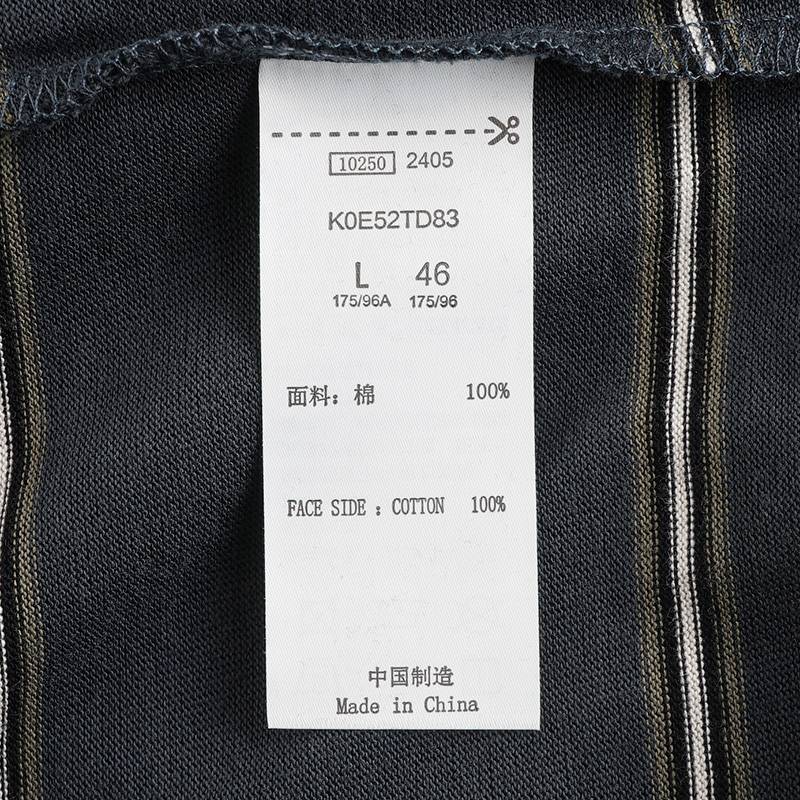 10250 2405
K0E52TD83
L 46
175/96A 175/96
面料：棉 100%
FACE SIDE : COTTON 100%
中国制造
Made in China